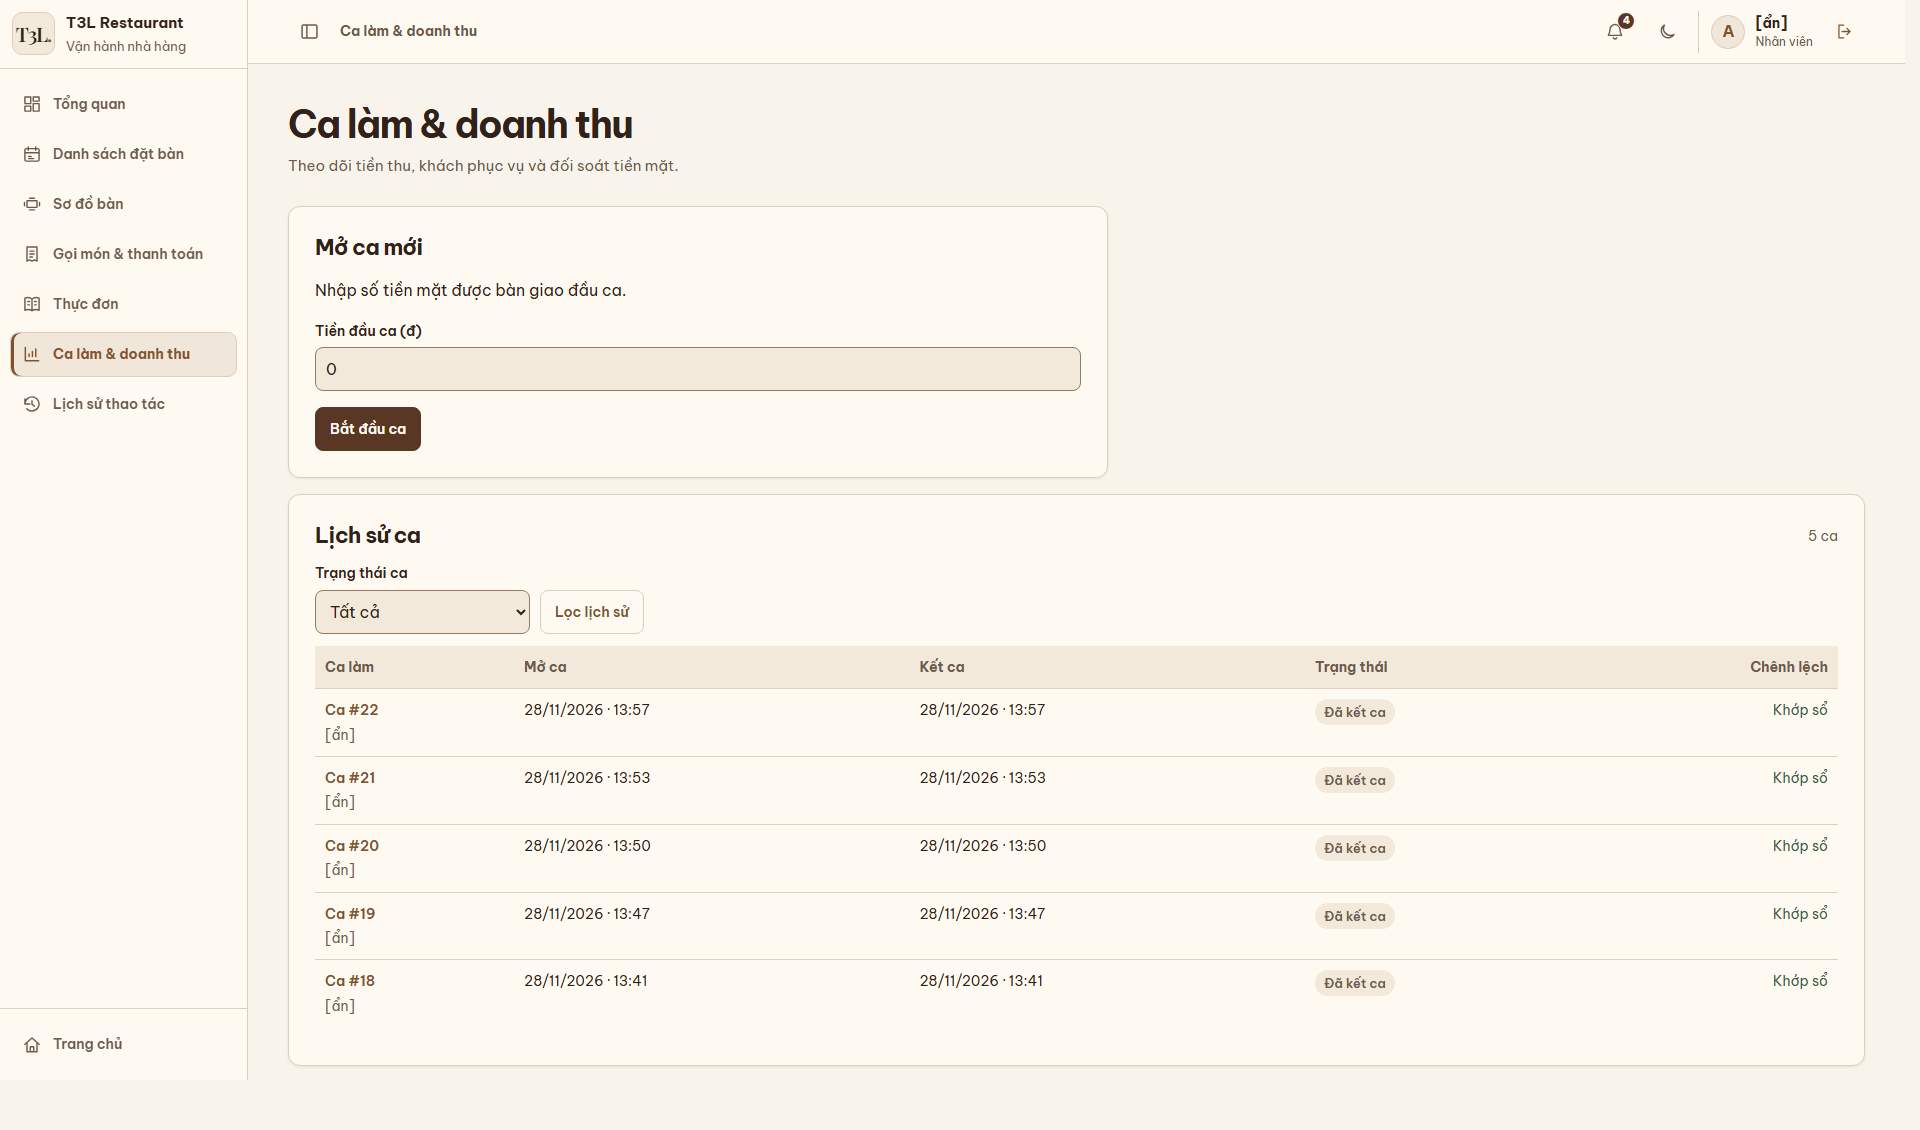 T3L.
T3L Restaurant
Vận hành nhà hàng
Ca làm & doanh thu
4
A
[ẩn]
Nhân viên
Tổng quan
Danh sách đặt bàn
Sơ đồ bàn
Gọi món & thanh toán
Thực đơn
Ca làm & doanh thu
Lịch sử thao tác
Trang chủ
Ca làm & doanh thu
Theo dõi tiền thu, khách phục vụ và đối soát tiền mặt.
Mở ca mới
Nhập số tiền mặt được bàn giao đầu ca.
Tiền đầu ca (đ)
0
Bắt đầu ca
Lịch sử ca
5 ca
Trạng thái ca
Tất cả
Lọc lịch sử
Ca làm Mở ca Kết ca Trạng thái Chênh lệch
Ca #22 28/11/2026 · 13:57 28/11/2026 · 13:57 Đã kết ca Khớp sổ
[ẩn]
Ca #21 28/11/2026 · 13:53 28/11/2026 · 13:53 Đã kết ca Khớp sổ
[ẩn]
Ca #20 28/11/2026 · 13:50 28/11/2026 · 13:50 Đã kết ca Khớp sổ
[ẩn]
Ca #19 28/11/2026 · 13:47 28/11/2026 · 13:47 Đã kết ca Khớp sổ
[ẩn]
Ca #18 28/11/2026 · 13:41 28/11/2026 · 13:41 Đã kết ca Khớp sổ
[ẩn]